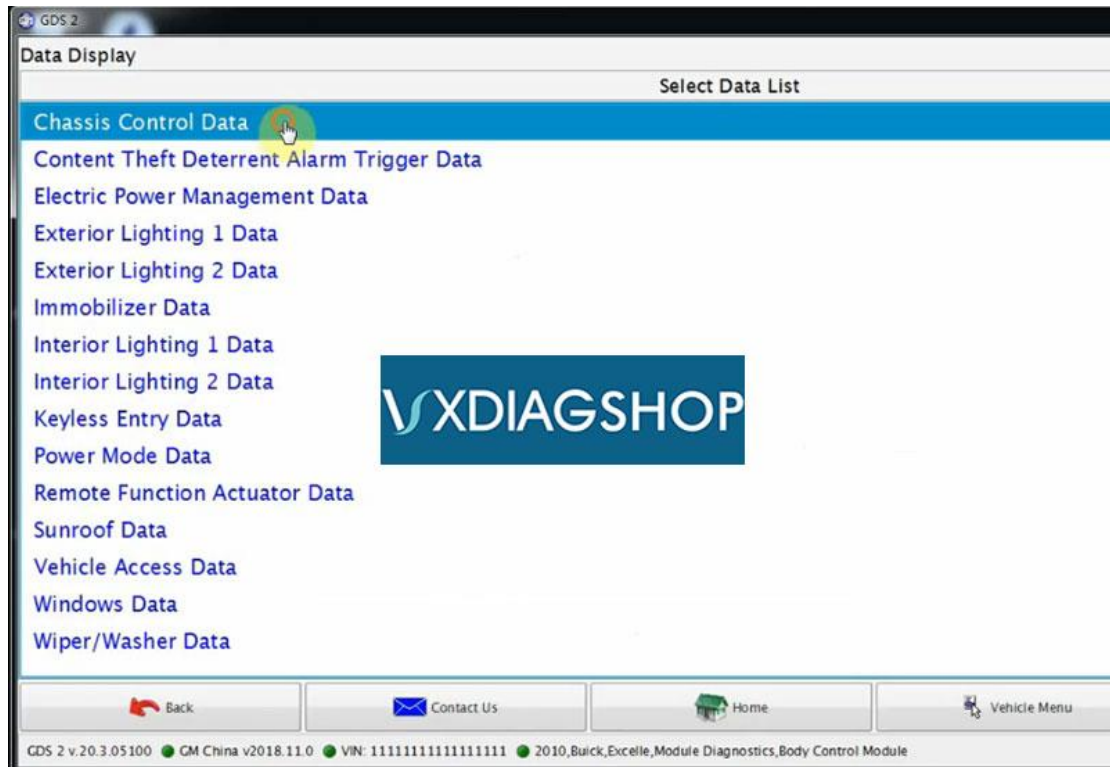 GDS 2
Data Display
Select Data List
Chassis Control Data
Content Theft Deterrent Alarm Trigger Data
Electric Power Management Data
Exterior Lighting 1 Data
Exterior Lighting 2 Data
Immobilizer Data
Interior Lighting 1 Data
Interior Lighting 2 Data
Keyless Entry Data
VXDIAGSHOP
Power Mode Data
Remote Function Actuator Data
Sunroof Data
Vehicle Access Data
Windows Data
Wiper/Washer Data
Back Contact Us Home Vehicle Menu
GDS 2 v.20.3.05100 GM China v2018.11.0 VIN: 11111111111111111 2010,Buick,Excelle,Module Diagnostics,Body Control Module